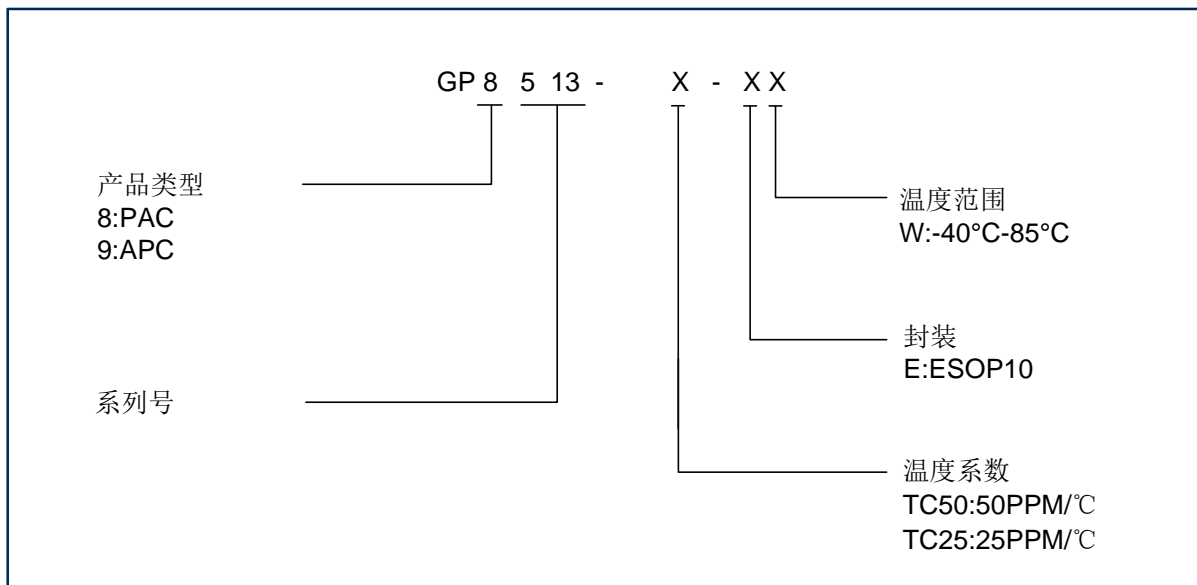 GP 8 5 13 - X - X X
产品类型
8:PAC
9:APC
温度范围
W:-40°C-85°C
封装
E:ESOP10
系列号
温度系数
TC50:50PPM/℃
TC25:25PPM/℃